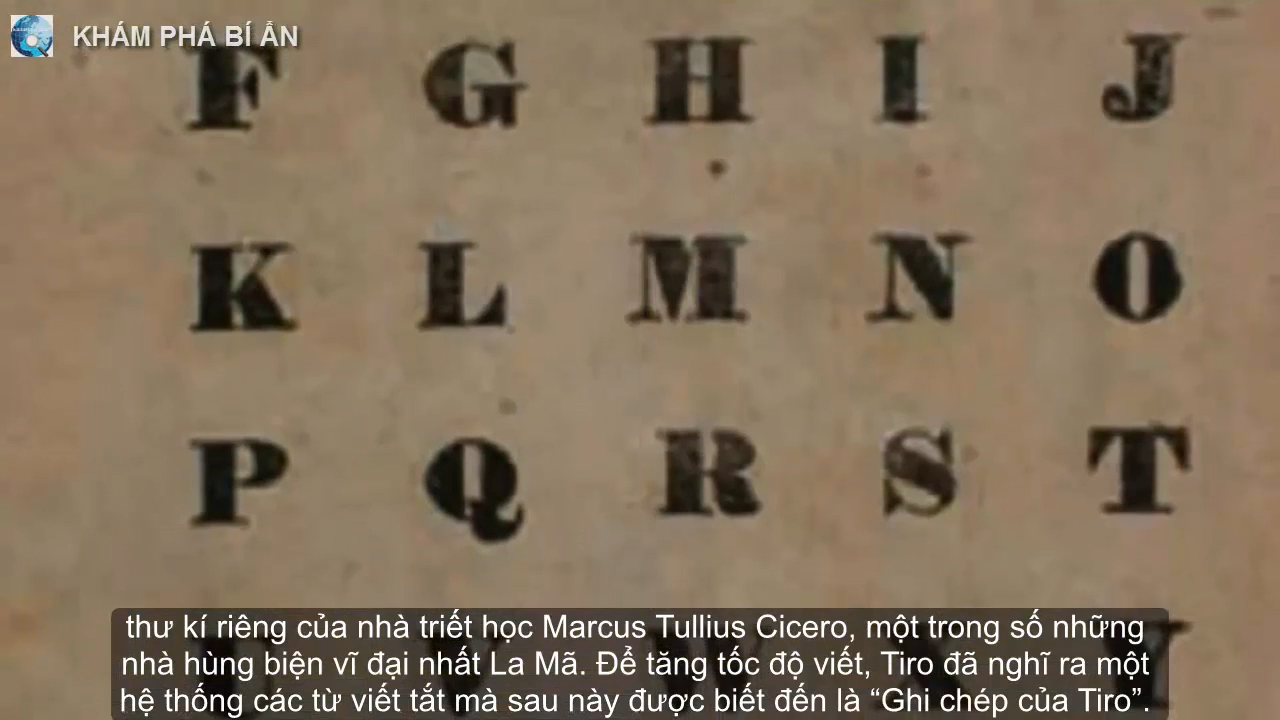 KHÁM PHÁ BÍ ẨN
F G H I J
K L M N O
P Q R S T
thư kí riêng của nhà triết học Marcus Tullius Cicero, một trong số những
nhà hùng biện vĩ đại nhất La Mã. Để tăng tốc độ viết, Tiro đã nghĩ ra một
hệ thống các từ viết tắt mà sau này được biết đến là “Ghi chép của Tiro”.